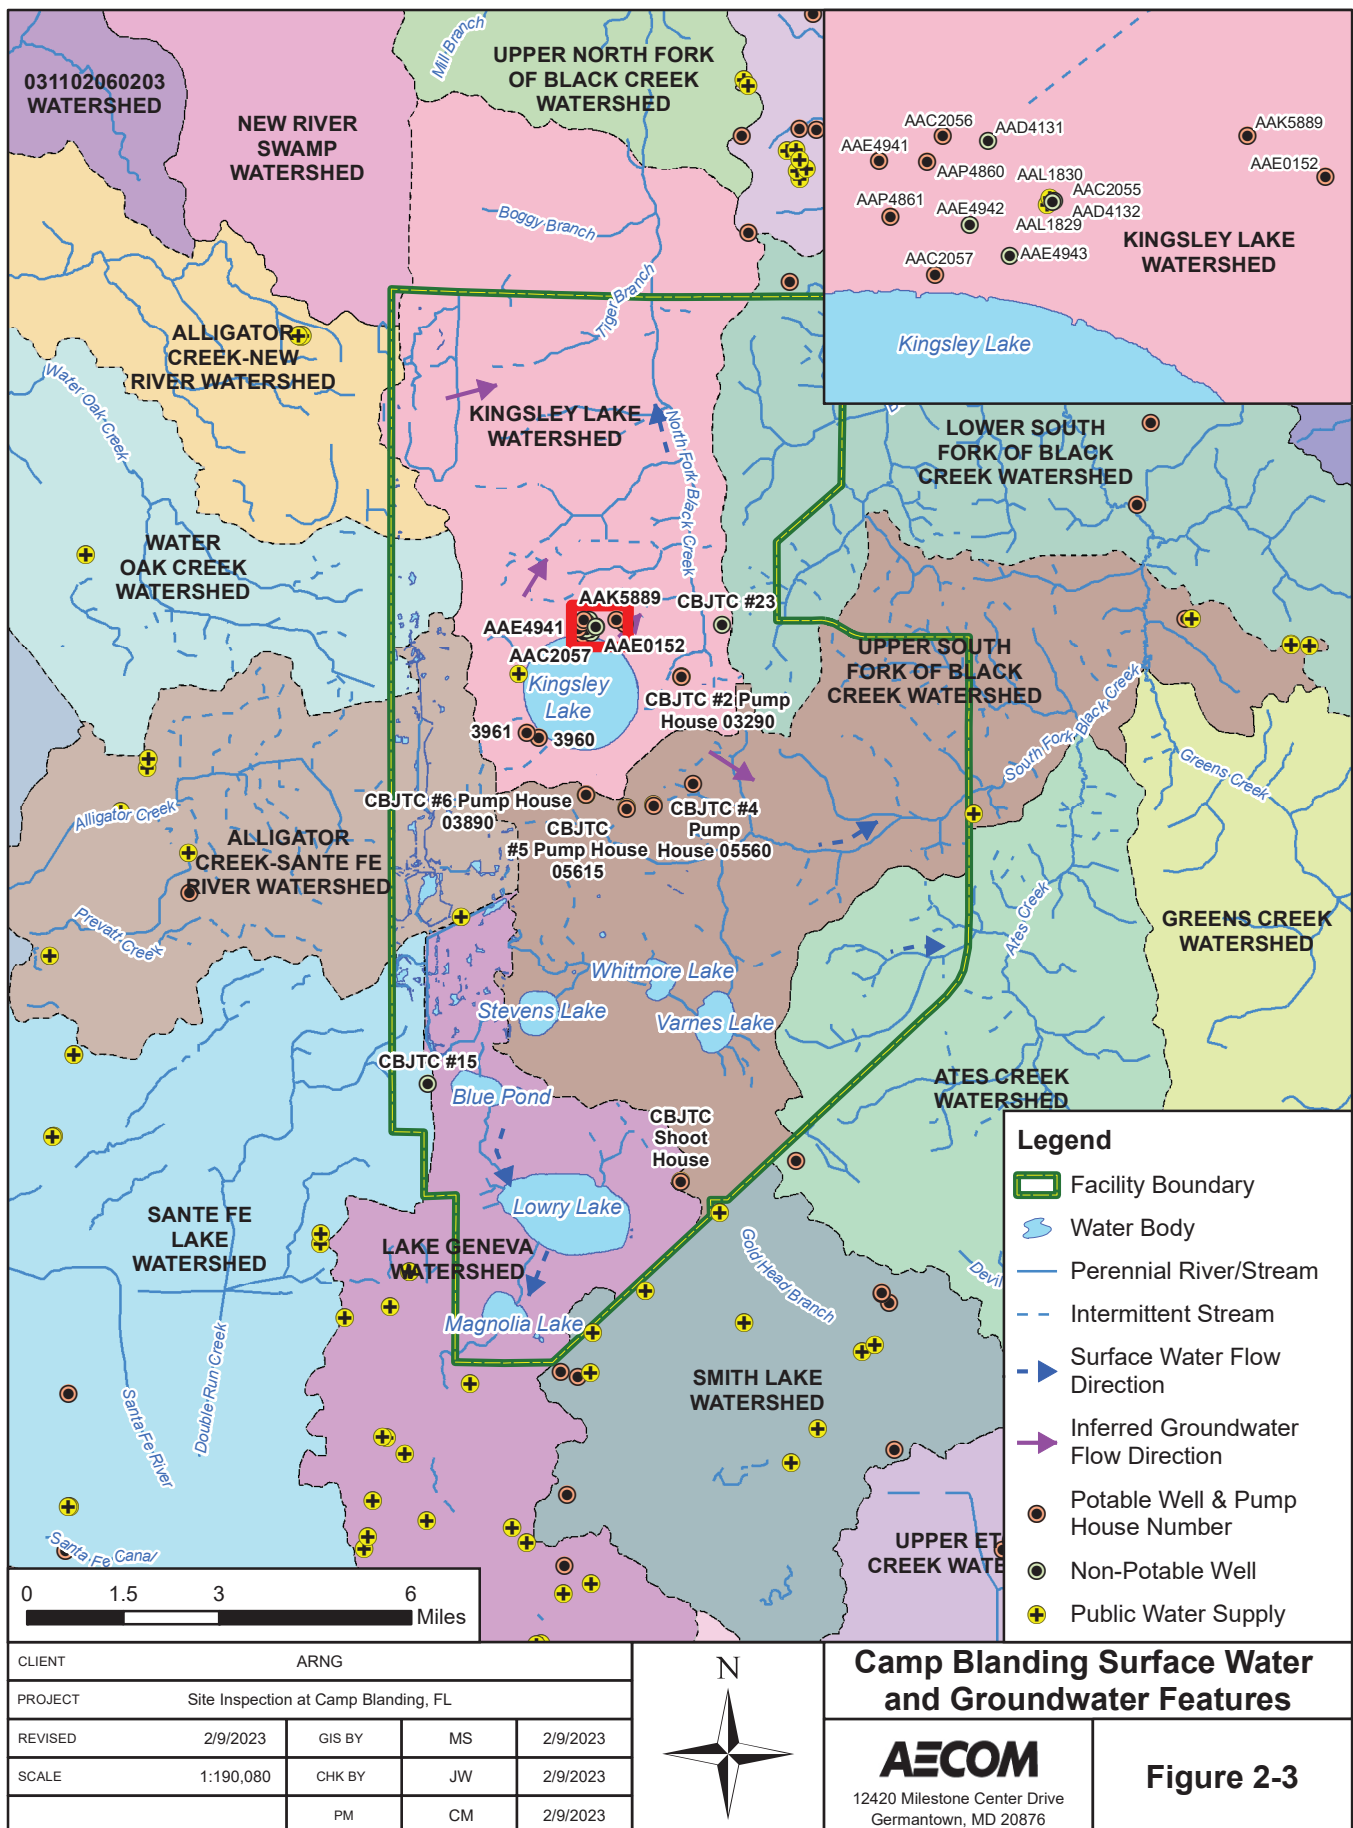 Mill Branch
UPPER NORTH FORK
OF BLACK CREEK
WATERSHED
031102060203
WATERSHED
NEW RIVER
SWAMP
WATERSHED
Boggy Branch
Tiger Branch
AAC2056
AAD4131
AAK5889
AAE4941
AAP4860
AAL1830
AAE0152
AAC2055
AAP4861
AAE4942
AAD4132
AAL1829
AAC2057
AAE4943
KINGSLEY LAKE
WATERSHED
Kingsley Lake
ALLIGATOR
CREEK-NEW
RIVER WATERSHED
Water Oak Creek
KINGSLEY LAKE
WATERSHED
North Fork Black Creek
LOWER SOUTH
FORK OF BLACK
CREEK WATERSHED
WATER
OAK CREEK
WATERSHED
AAK5889
CBJTC #23
AAE4941
AAE0152
AAC2057
Kingsley
Lake
UPPER SOUTH
FORK OF BLACK
CREEK WATERSHED
CBJTC #2 Pump
House 03290
3961
3960
South Fork Black Creek
Greens Creek
CBJTC #6 Pump House
03890
CBJTC
#5 Pump House
05615
CBJTC #4
Pump
House 05560
Alligator Creek
ALLIGATOR
CREEK-SANTE FE
RIVER WATERSHED
Prevatt Creek
Ates Creek
GREENS CREEK
WATERSHED
Whitmore Lake
Stevens Lake
Varnes Lake
CBJTC #15
Blue Pond
ATES CREEK
WATERSHED
CBJTC
Shoot
House
Lowry Lake
SANTE FE
LAKE
WATERSHED
LAKE GENEVA
WATERSHED
Gold Head Branch
Devil
Magnolia Lake
Double Run Creek
Santa Fe River
SMITH LAKE
WATERSHED
Santa Fe Canal
UPPER ET
CREEK WATE
Legend
Facility Boundary
Water Body
Perennial River/Stream
Intermittent Stream
Surface Water Flow
Direction
Inferred Groundwater
Flow Direction
Potable Well & Pump
House Number
Non-Potable Well
Public Water Supply
0 1.5 3 6
Miles
CLIENT ARNG
PROJECT Site Inspection at Camp Blanding, FL
REVISED 2/9/2023 GIS BY MS 2/9/2023
SCALE 1:190,080 CHK BY JW 2/9/2023
PM CM 2/9/2023
N
Camp Blanding Surface Water
and Groundwater Features
AECOM
12420 Milestone Center Drive
Germantown, MD 20876
Figure 2-3